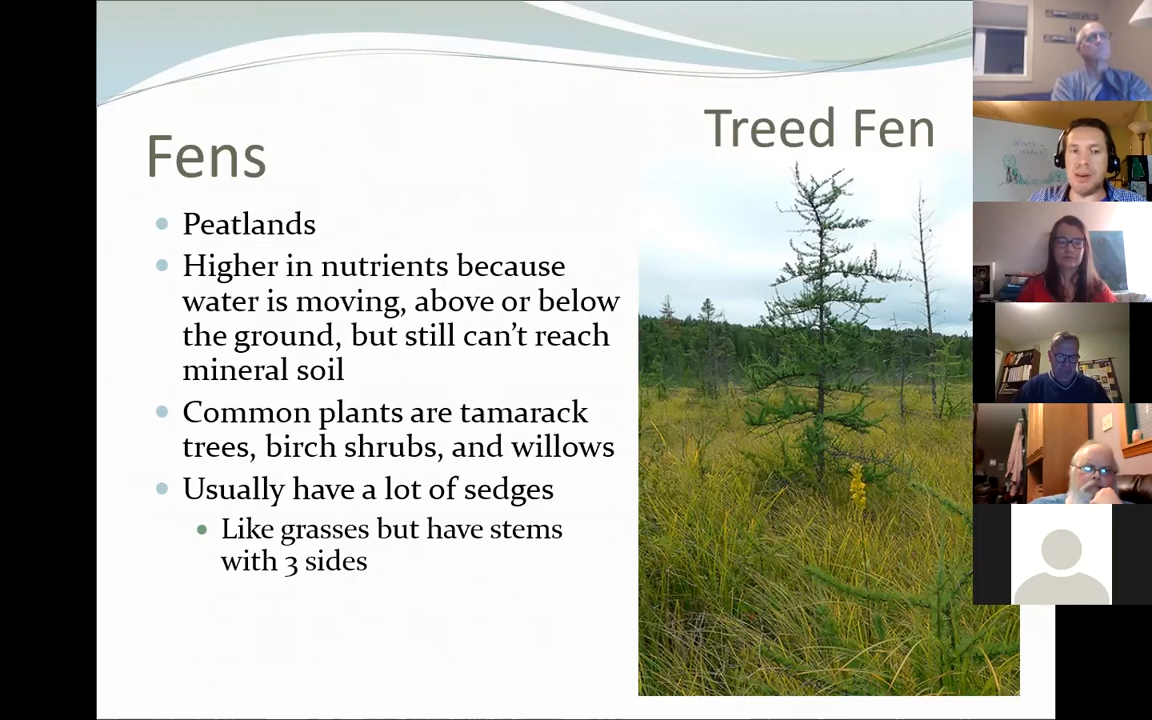 Treed Fen
Fens
Peatlands
Higher in nutrients because
water is moving, above or below
the ground, but still can't reach
mineral soil
Common plants are tamarack
trees, birch shrubs, and willows
Usually have a lot of sedges
Like grasses but have stems
with 3 sides